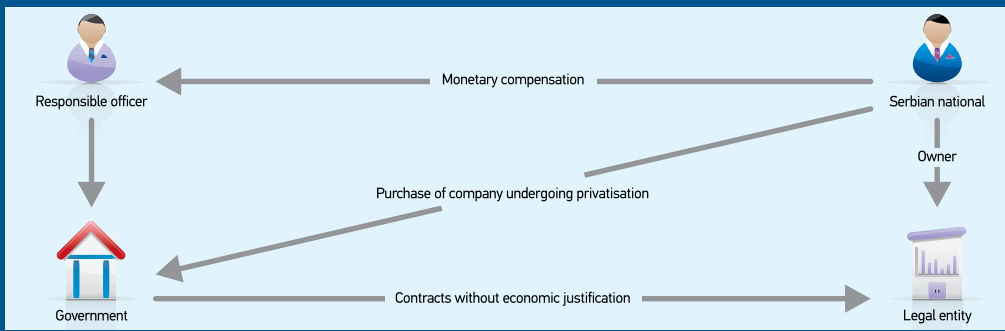 Monetary compensation
Responsible officer
Serbian national
Owner
Purchase of company undergoing privatisation
Contracts without economic justification
Government
Legal entity